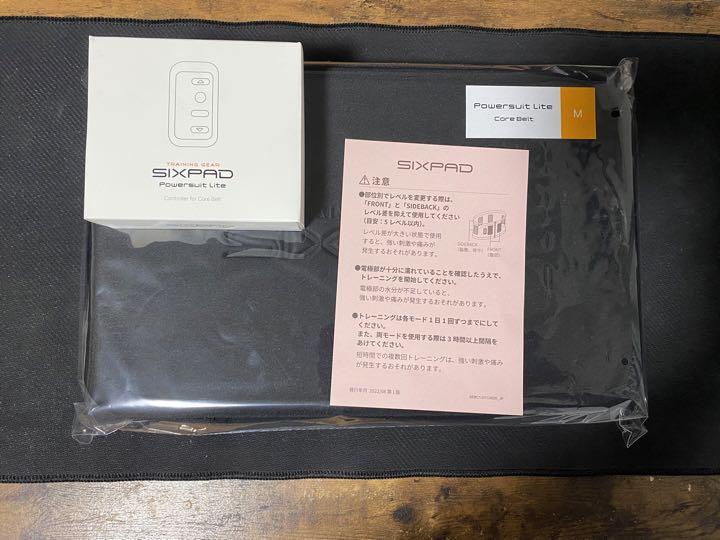 TRAINING GEAR
SIXPAD
Powersuit Lite
Controller for Core Belt
Powersuit Lite
Core Belt
M
SIXPAD
⚠注意
●部位別でレベルを変更する際は、
「FRONT」と「SIDEBACK」の
レベル差を抑えて使用してください
(目安:5レベル以内)。
レベル差が大きい状態で使用
すると、強い刺激や痛みが
発生するおそれがあります。
SIDEBACK
FRONT
●電極部が十分に濡れていることを確認したうえで、
トレーニングを開始してください。
電極部の水分が不足していると、
強い刺激や痛みが発生するおそれがあります。
●トレーニングは各モード1日1回ずつまでにして
ください。
また、両モードを使用する際は3時間以上間隔を
あけてください。
短時間での複数回トレーニングは、強い刺激や痛み
が発生するおそれがあります。
発行年月 2022/08 第1版